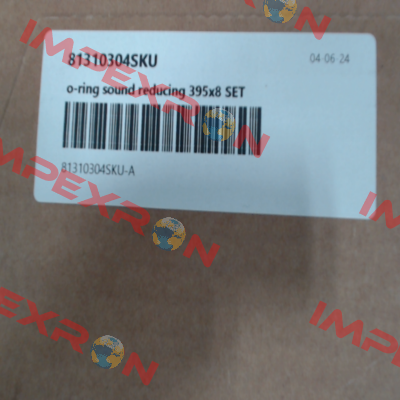 81310304SKU
04 06 24
o-ring sound reducing 395x8 SET
81310304SKU-A
IMPEXRON
IMPEXRON
IMPEXRON
IMPEXRON